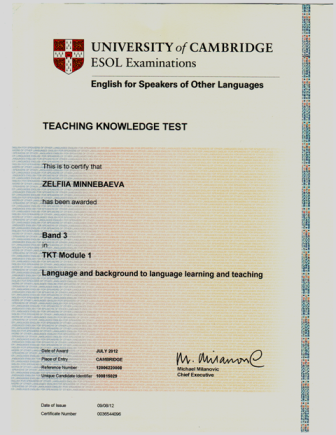 UNIVERSITY of CAMBRIDGE
ESOL Examinations
English for Speakers of Other Languages
TEACHING KNOWLEDGE TEST
This is to certify that
ZELFIIA MINNEBAEVA
has been awarded
Band 3
in
TKT Module 1
Language and background to language learning and teaching
Date of Award JULY 2012
Place of Entry CAMBRIDGE
Reference Number
Unique Candidate Identifier
M. Milanovic
Michael Milanovic
Chief Executive
Date of Issue 09/08/12
Certificate Number